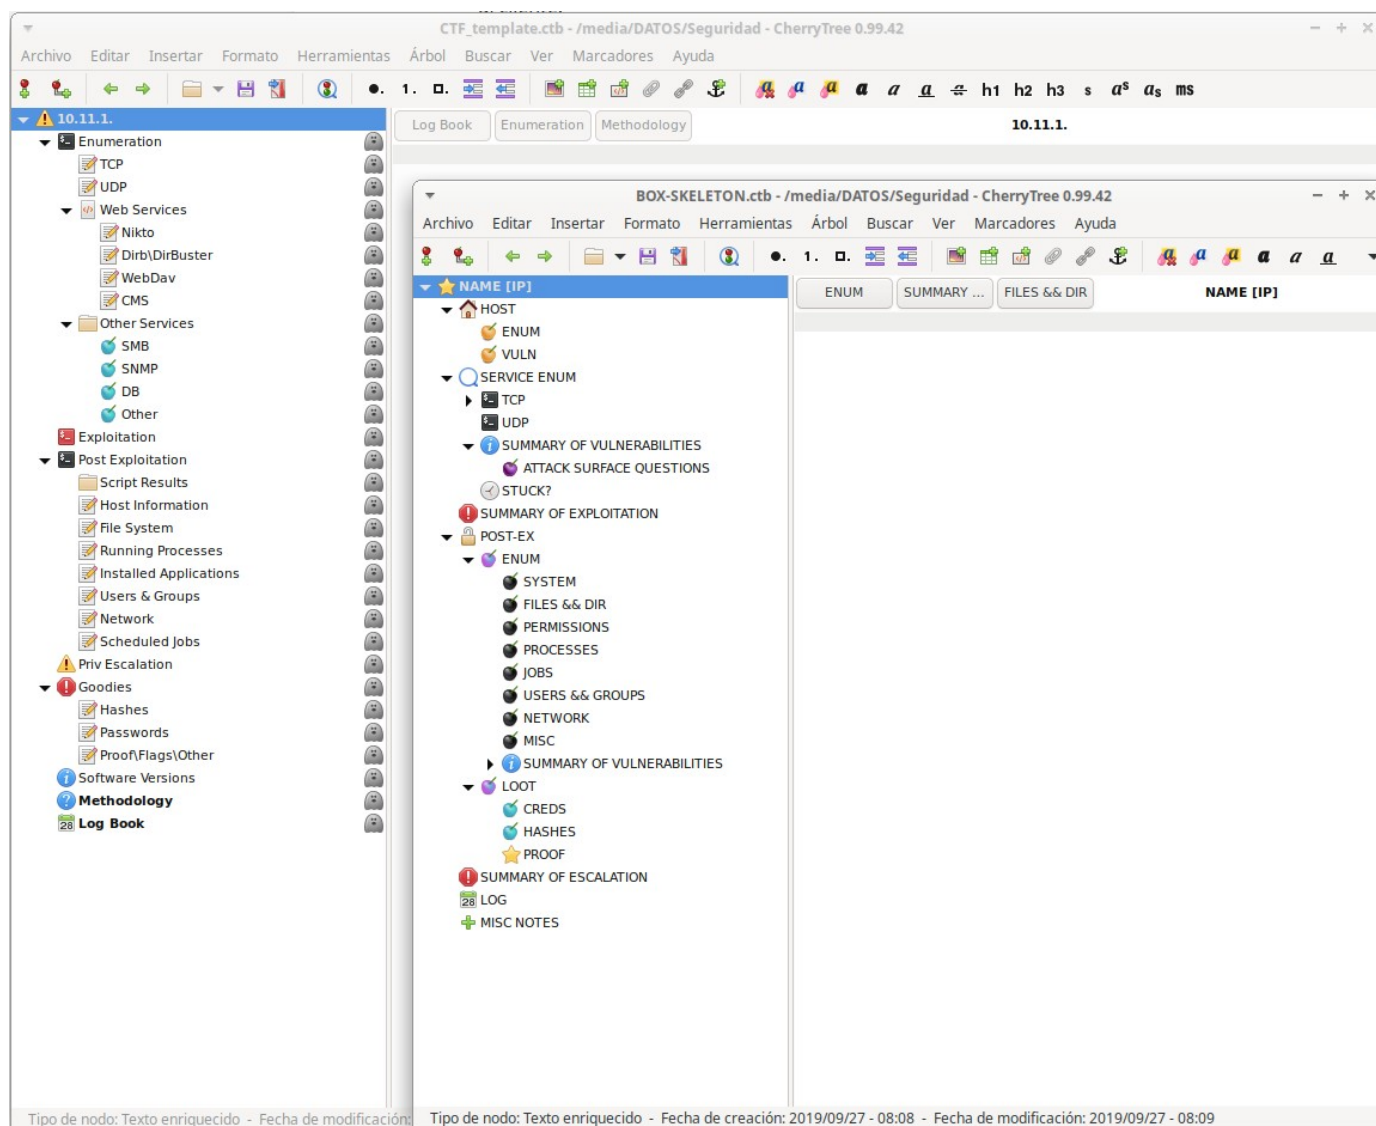 CTF_template.ctb - /media/DATOS/Seguridad - CherryTree 0.99.42
Archivo Editar Insertar Formato Herramientas Árbol Buscar Ver Marcadores Ayuda
1. h1 h2 h3 s aˢ aₛ ms
10.11.1.
Enumeration
TCP
UDP
Web Services
Nikto
Dirb\DirBuster
WebDav
CMS
Other Services
SMB
SNMP
DB
Other
Exploitation
Post Exploitation
Script Results
Host Information
File System
Running Processes
Installed Applications
Users & Groups
Network
Scheduled Jobs
Priv Escalation
Goodies
Hashes
Passwords
Proof\Flags\Other
Software Versions
Methodology
28 Log Book
Log Book Enumeration Methodology 10.11.1.
Tipo de nodo: Texto enriquecido - Fecha de modificación:
BOX-SKELETON.ctb - /media/DATOS/Seguridad - CherryTree 0.99.42
Archivo Editar Insertar Formato Herramientas Árbol Buscar Ver Marcadores Ayuda
1. a a a a a a
NAME [IP]
HOST
ENUM
VULN
SERVICE ENUM
TCP
UDP
SUMMARY OF VULNERABILITIES
ATTACK SURFACE QUESTIONS
STUCK?
SUMMARY OF EXPLOITATION
POST-EX
ENUM
SYSTEM
FILES && DIR
PERMISSIONS
PROCESSES
JOBS
USERS && GROUPS
NETWORK
MISC
SUMMARY OF VULNERABILITIES
LOOT
CREDS
HASHES
PROOF
SUMMARY OF ESCALATION
28 LOG
MISC NOTES
ENUM SUMMARY ... FILES && DIR NAME [IP]
Tipo de nodo: Texto enriquecido - Fecha de creación: 2019/09/27 - 08:08 - Fecha de modificación: 2019/09/27 - 08:09